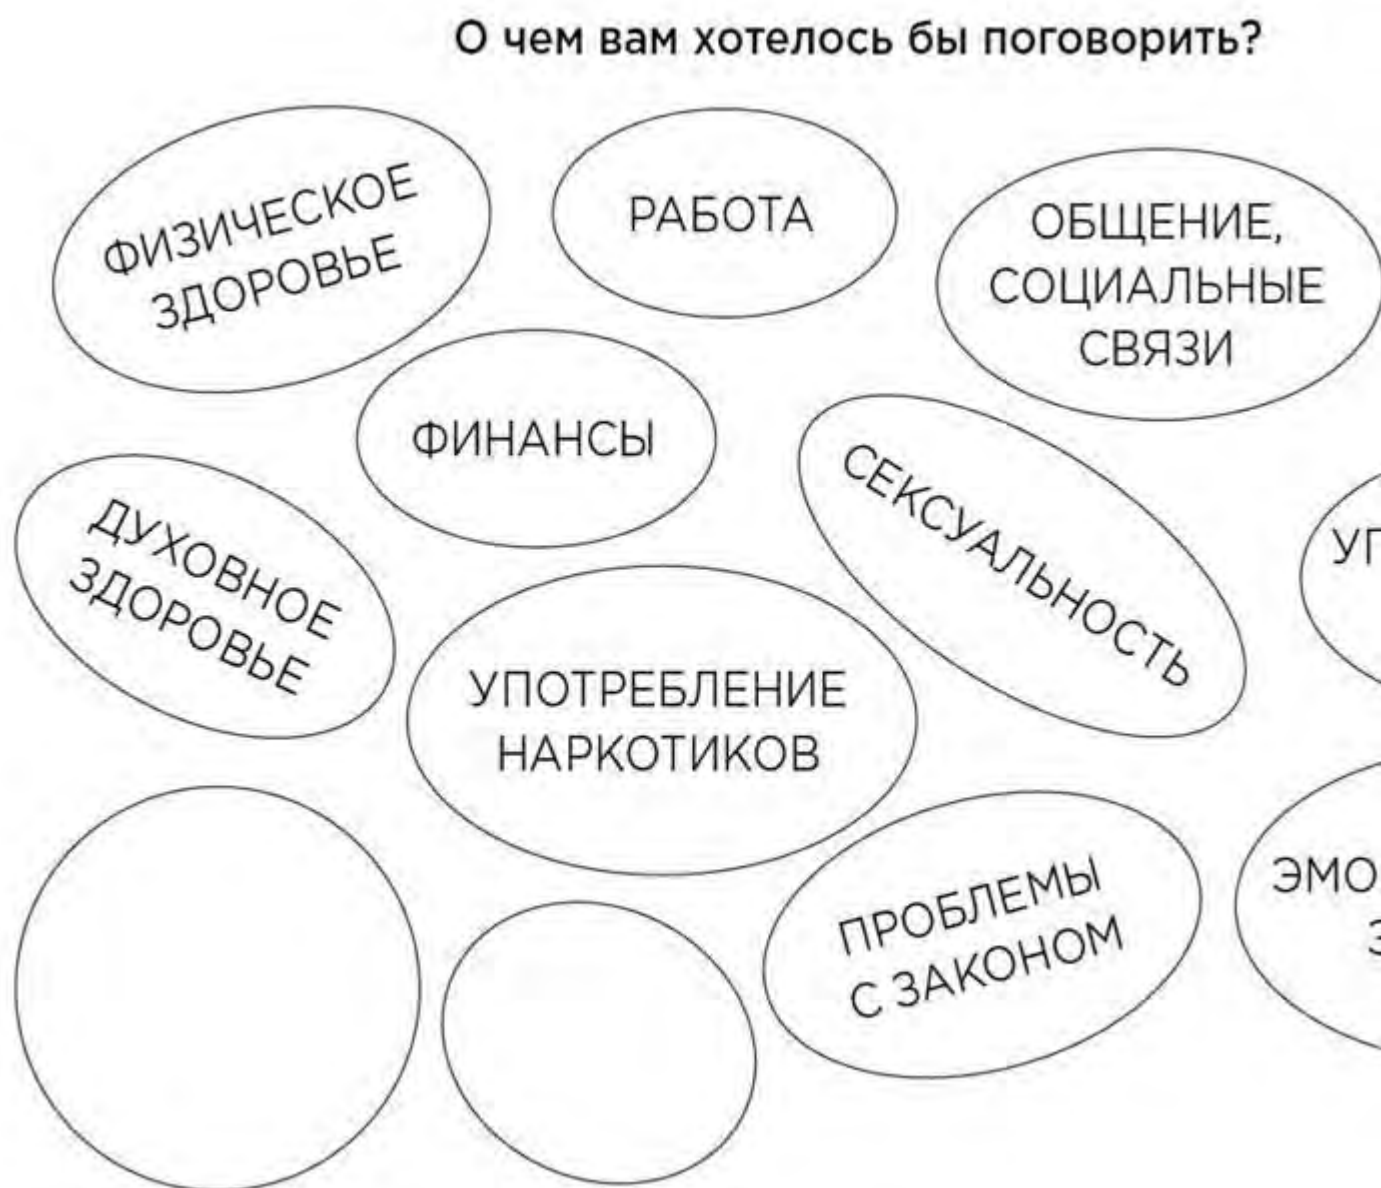 О чем вам хотелось бы поговорить?
ФИЗИЧЕСКОЕ
ЗДОРОВЬЕ
РАБОТА
ОБЩЕНИЕ,
СОЦИАЛЬНЫЕ
СВЯЗИ
ФИНАНСЫ
СЕКСУАЛЬНОСТЬ
ДУХОВНОЕ
ЗДОРОВЬЕ
УПОТРЕБЛЕНИЕ
НАРКОТИКОВ
ПРОБЛЕМЫ
С ЗАКОНОМ